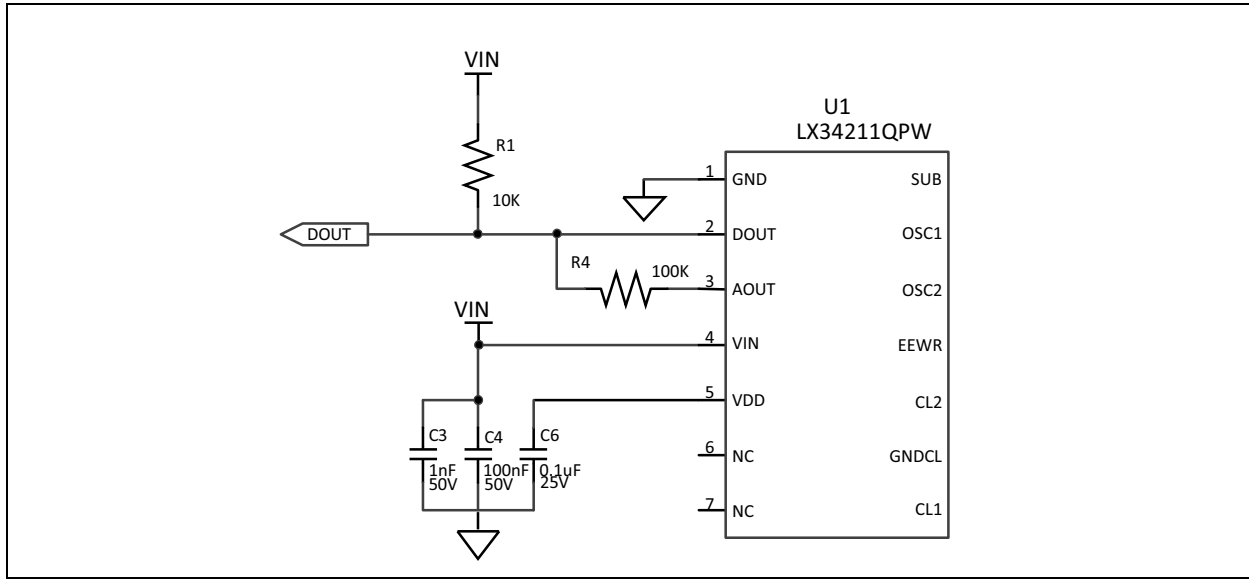 VIN
U1
LX34211QPW
R1
10K
1
GND
SUB
DOUT
2
DOUT
OSC1
R4
100K
3
AOUT
OSC2
VIN
4
VIN
EEWR
5
VDD
CL2
C3
1nF
50V
C4
100nF
50V
C6
0.1uF
25V
6
NC
GNDCL
7
NC
CL1